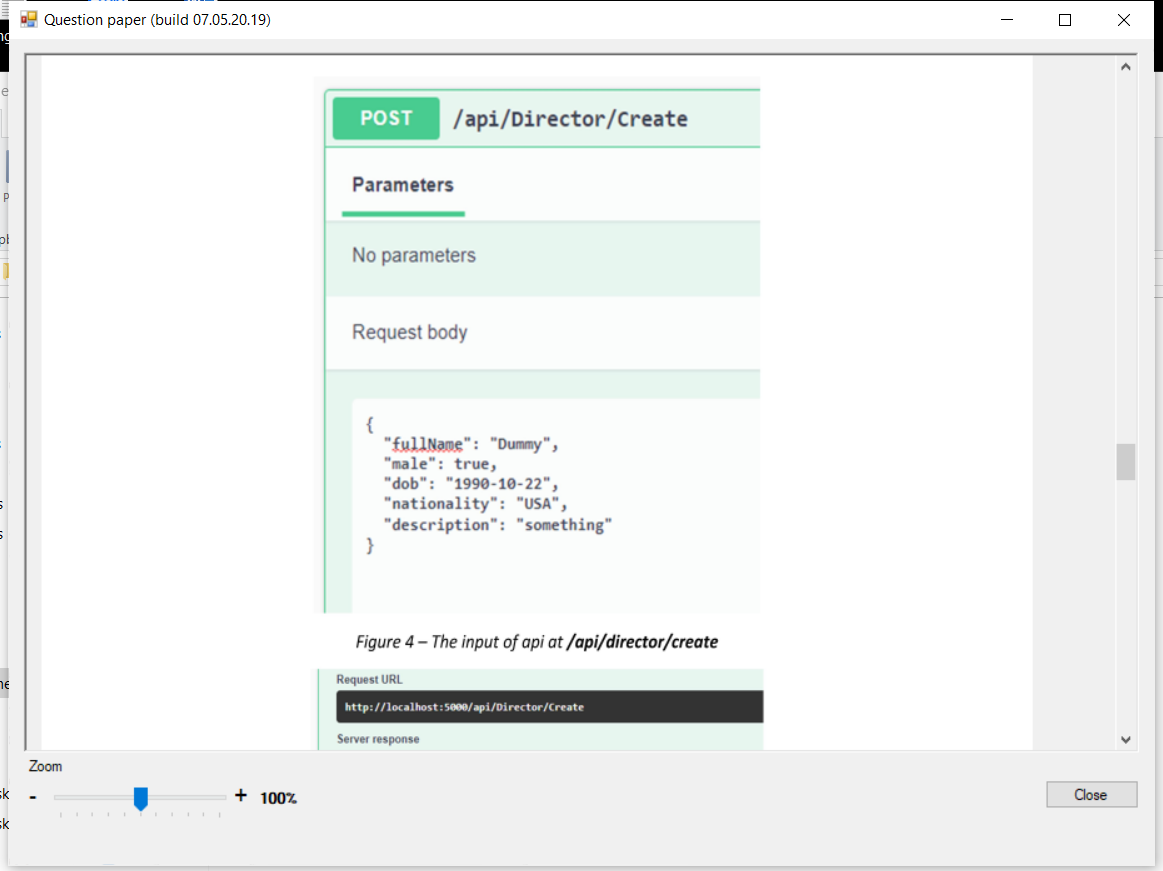 Question paper (build 07.05.20.19)
POST /api/Director/Create
Parameters
No parameters
Request body
{
"fullName": "Dummy",
"male": true,
"dob": "1990-10-22",
"nationality": "USA",
"description": "something"
}
Figure 4 – The input of api at /api/director/create
Request URL
http://localhost:5000/api/Director/Create
Server response
Zoom
- + 100%
Close